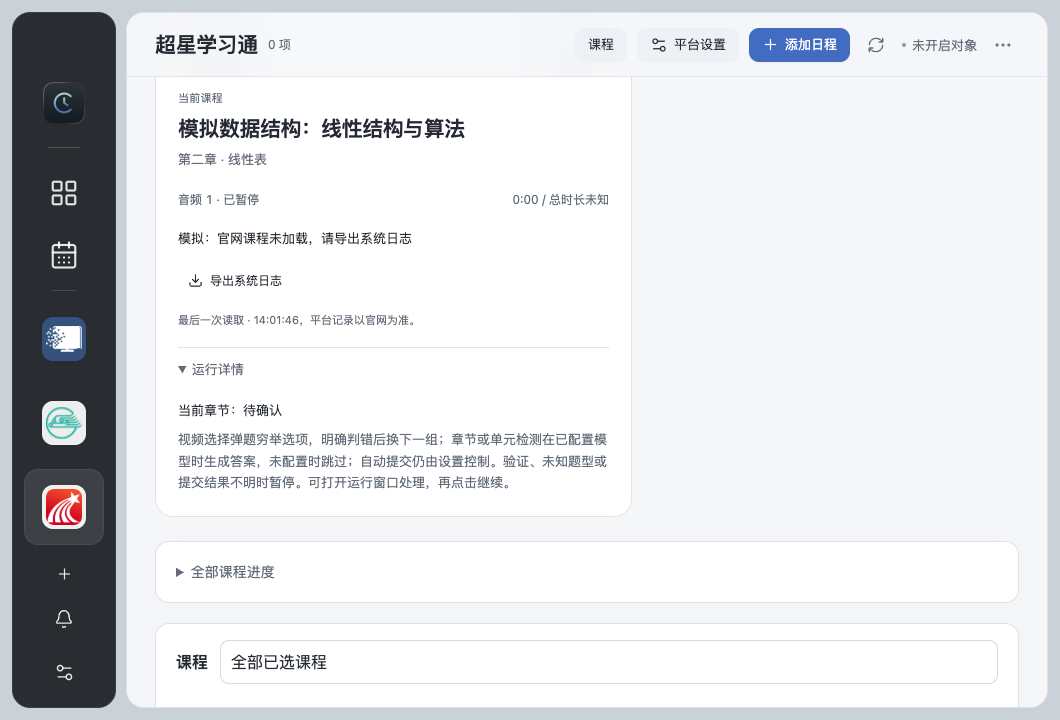 超星学习通 0 项
课程
平台设置
添加日程
未开启对象
当前课程
模拟数据结构：线性结构与算法
第二章 · 线性表
音频 1 · 已暂停
0:00 / 总时长未知
模拟：官网课程未加载，请导出系统日志
导出系统日志
最后一次读取 · 14:01:46，平台记录以官网为准。
运行详情
当前章节：待确认
视频选择弹题穷举选项，明确判错后换下一组；章节或单元检测在已配置模
型时生成答案，未配置时跳过；自动提交仍由设置控制。验证、未知题型或
提交结果不明时暂停。可打开运行窗口处理，再点击继续。
全部课程进度
课程
全部已选课程